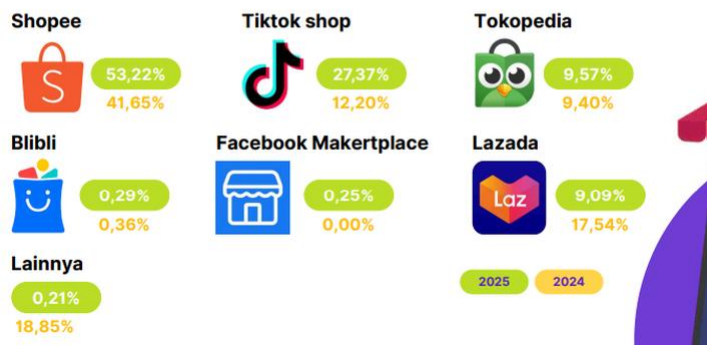 Shopee
Tiktok shop
Tokopedia
53,22%
41,65%
27,37%
12,20%
9,57%
9,40%
Blibli
Facebook Makertplace
Lazada
0,29%
0,36%
0,25%
0,00%
Laz
9,09%
17,54%
Lainnya
0,21%
18,85%
2025
2024